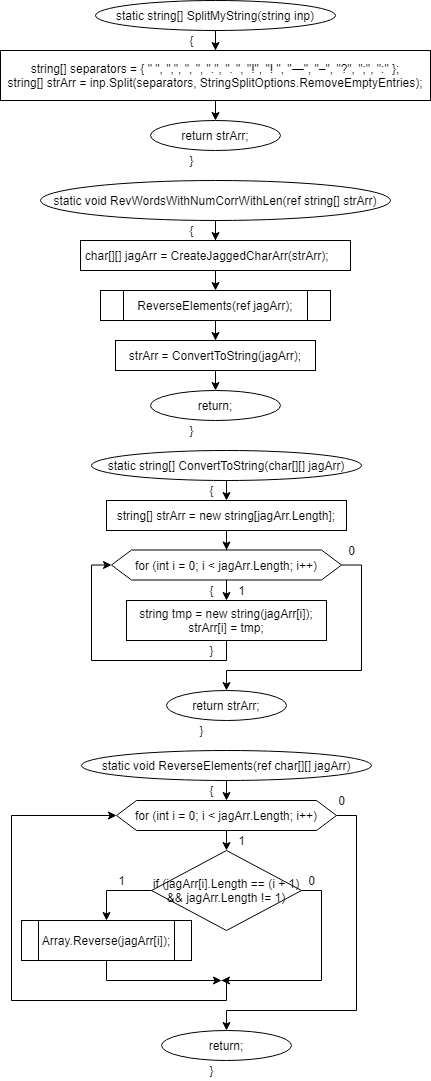 static string[] SplitMyString(string inp)
{
string[] separators = { " ", ",", ", ", ".", ". ", "!", "! ", "—", "–", "?", ";", ":" };
string[] strArr = inp.Split(separators, StringSplitOptions.RemoveEmptyEntries);
return strArr;
}
static void RevWordsWithNumCorrWithLen(ref string[] strArr)
{
char[][] jagArr = CreateJaggedCharArr(strArr);
ReverseElements(ref jagArr);
strArr = ConvertToString(jagArr);
return;
}
static string[] ConvertToString(char[][] jagArr)
{
string[] strArr = new string[jagArr.Length];
0
for (int i = 0; i < jagArr.Length; i++)
{ 1
string tmp = new string(jagArr[i]);
strArr[i] = tmp;
}
return strArr;
}
static void ReverseElements(ref char[][] jagArr)
{
0
for (int i = 0; i < jagArr.Length; i++)
1
1
0
if (jagArr[i].Length == (i + 1)
&& jagArr.Length != 1)
Array.Reverse(jagArr[i]);
return;
}